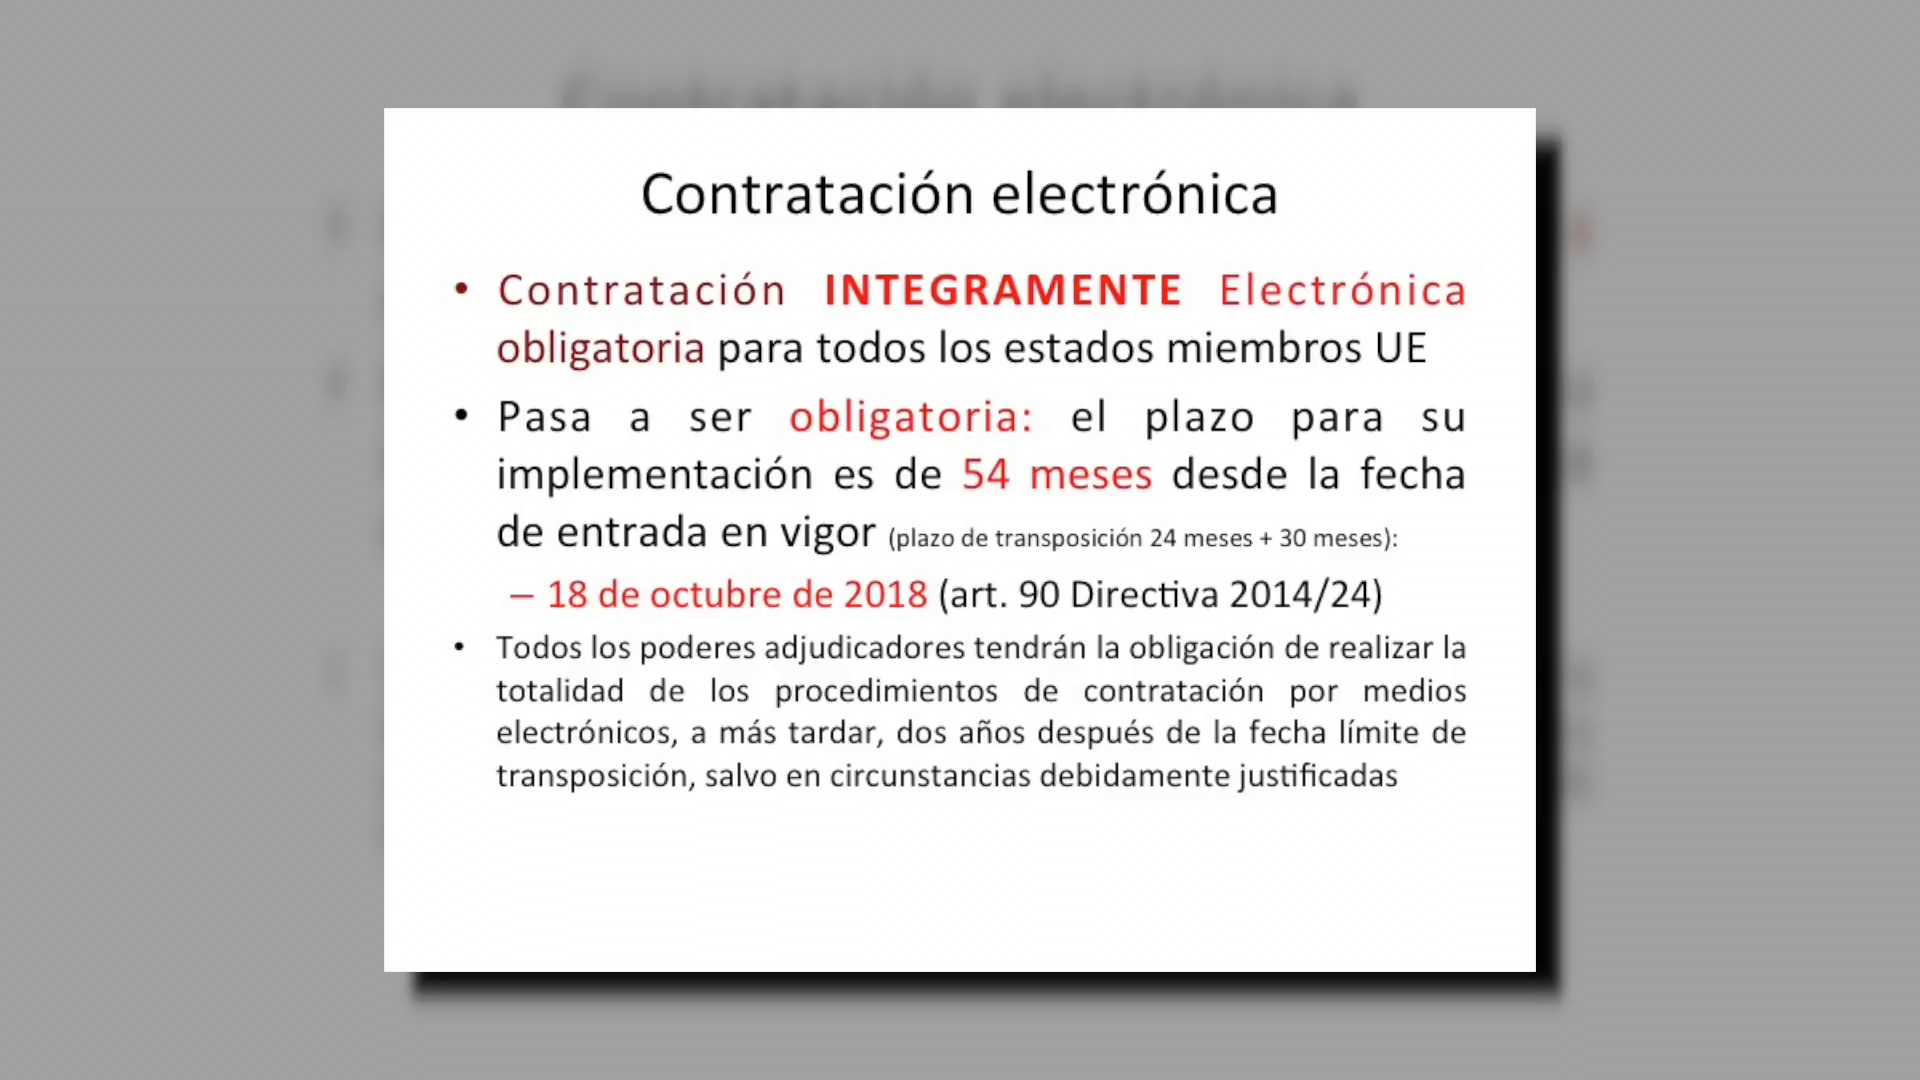 Contratación electrónica
• Contratación INTEGRAMENTE Electrónica
obligatoria para todos los estados miembros UE
• Pasa a ser obligatoria: el plazo para su
implementación es de 54 meses desde la fecha
de entrada en vigor (plazo de transposición 24 meses + 30 meses):
– 18 de octubre de 2018 (art. 90 Directiva 2014/24)
• Todos los poderes adjudicadores tendrán la obligación de realizar la
totalidad de los procedimientos de contratación por medios
electrónicos, a más tardar, dos años después de la fecha límite de
transposición, salvo en circunstancias debidamente justificadas